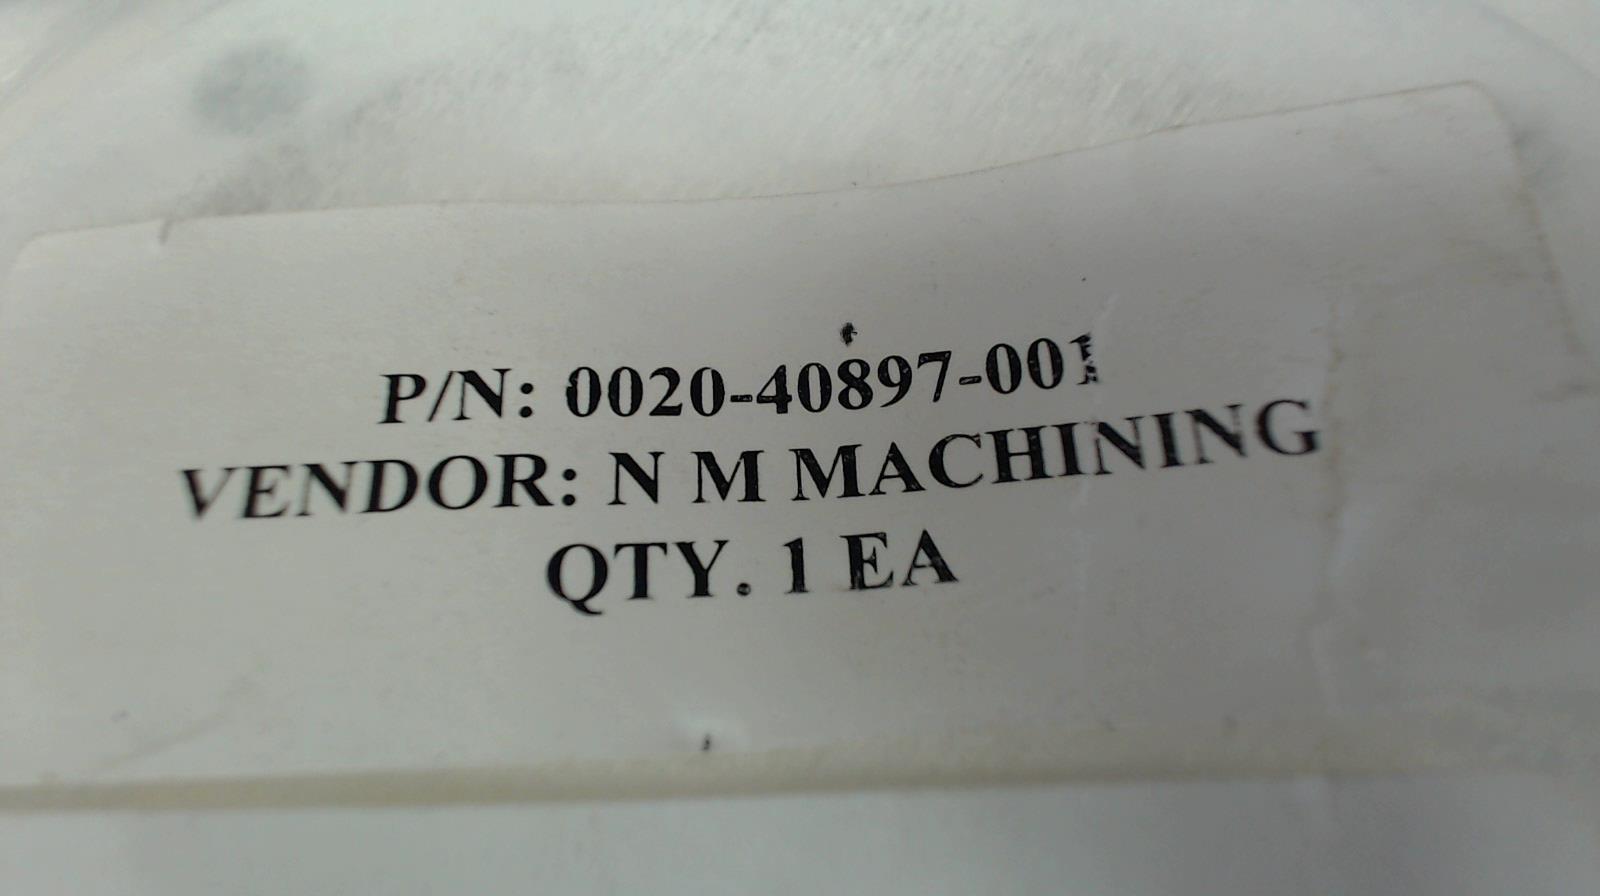 P/N: 0020-40897-001
VENDOR: N M MACHINING
QTY. 1 EA